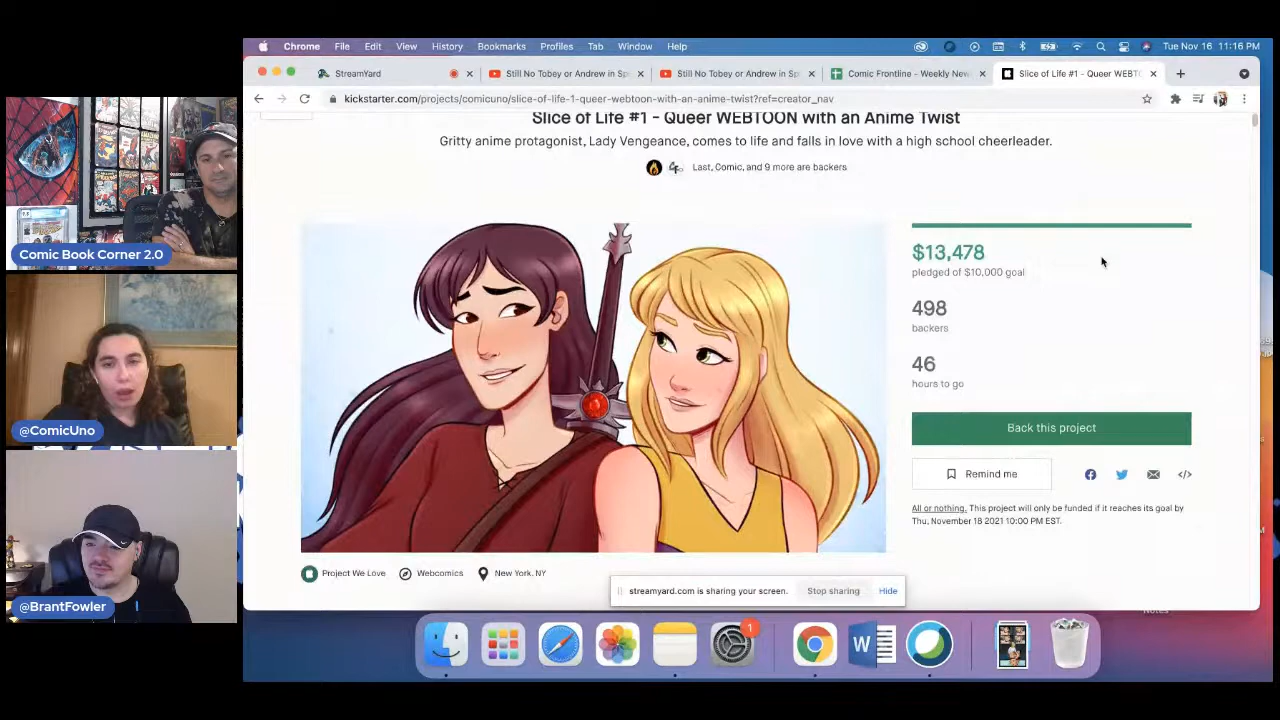 Chrome File Edit View History Bookmarks Profiles Tab Window Help
Tue Nov 16 11:16 PM
StreamYard
Still No Tobey or Andrew in Sp
Still No Tobey or Andrew in Sp
Comic Frontline - Weekly New
Slice of Life #1 - Queer WEBTO
kickstarter.com/projects/comicuno/slice-of-life-1-queer-webtoon-with-an-anime-twist?ref=creator_nav
Slice of Life #1 - Queer WEBTOON with an Anime Twist
Gritty anime protagonist, Lady Vengeance, comes to life and falls in love with a high school cheerleader.
Last, Comic, and 9 more are backers
$13,478
pledged of $10,000 goal
498
backers
46
hours to go
Back this project
Remind me
All or nothing. This project will only be funded if it reaches its goal by
Thu, November 18 2021 10:00 PM EST.
Project We Love
Webcomics
New York, NY
streamyard.com is sharing your screen.
Stop sharing
Hide
Notes
1
W
Comic Book Corner 2.0
@ComicUno
@BrantFowler